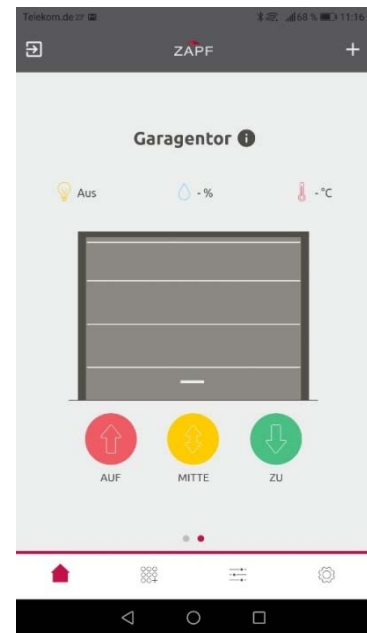 Telekom.de 68 % 11:16
ZAPF
Garagentor
Aus - % - °C
AUF MITTE ZU